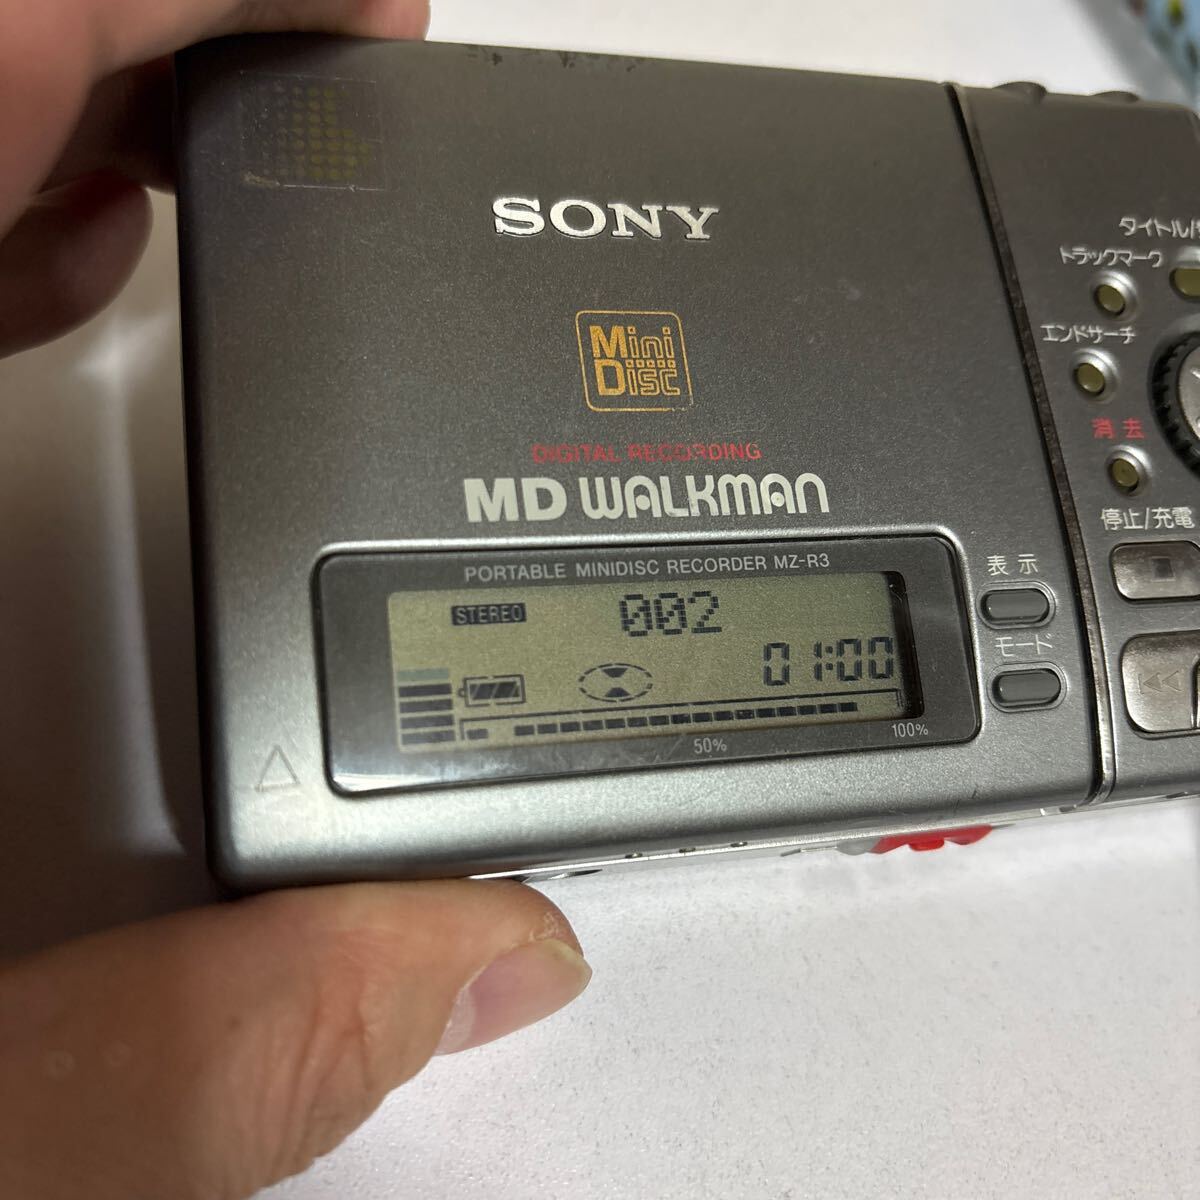 SONY
Mini
Disc
DIGITAL RECORDING
MD WALKMAN
PORTABLE MINIDISC RECORDER MZ-R3
STEREO
002
01:00
50%
100%
表示
モード
タイトル/
トラックマーク
エンドサーチ
消去
停止/充電